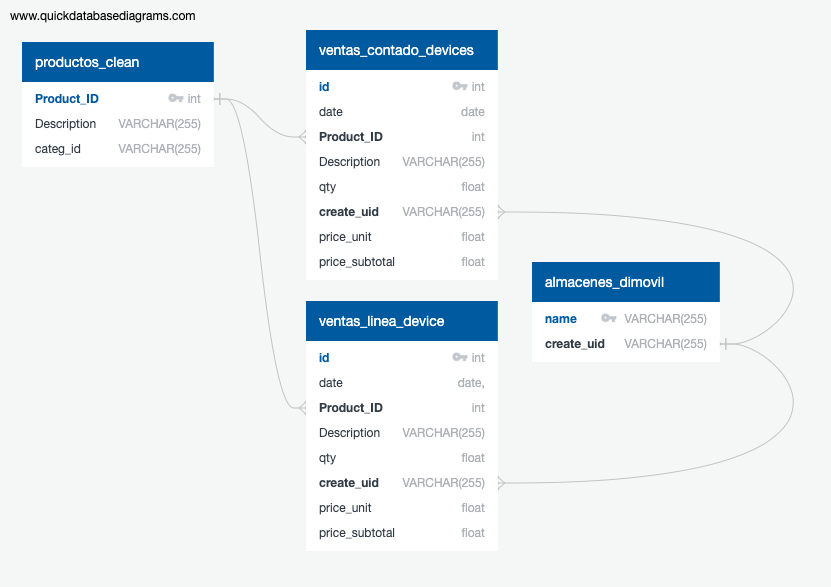 www.quickdatabasediagrams.com
productos_clean
Product_ID int
Description VARCHAR(255)
categ_id VARCHAR(255)
ventas_contado_devices
id int
date date
Product_ID int
Description VARCHAR(255)
qty float
create_uid VARCHAR(255)
price_unit float
price_subtotal float
almacenes_dimovil
name VARCHAR(255)
create_uid VARCHAR(255)
ventas_linea_device
id int
date date,
Product_ID int
Description VARCHAR(255)
qty float
create_uid VARCHAR(255)
price_unit float
price_subtotal float